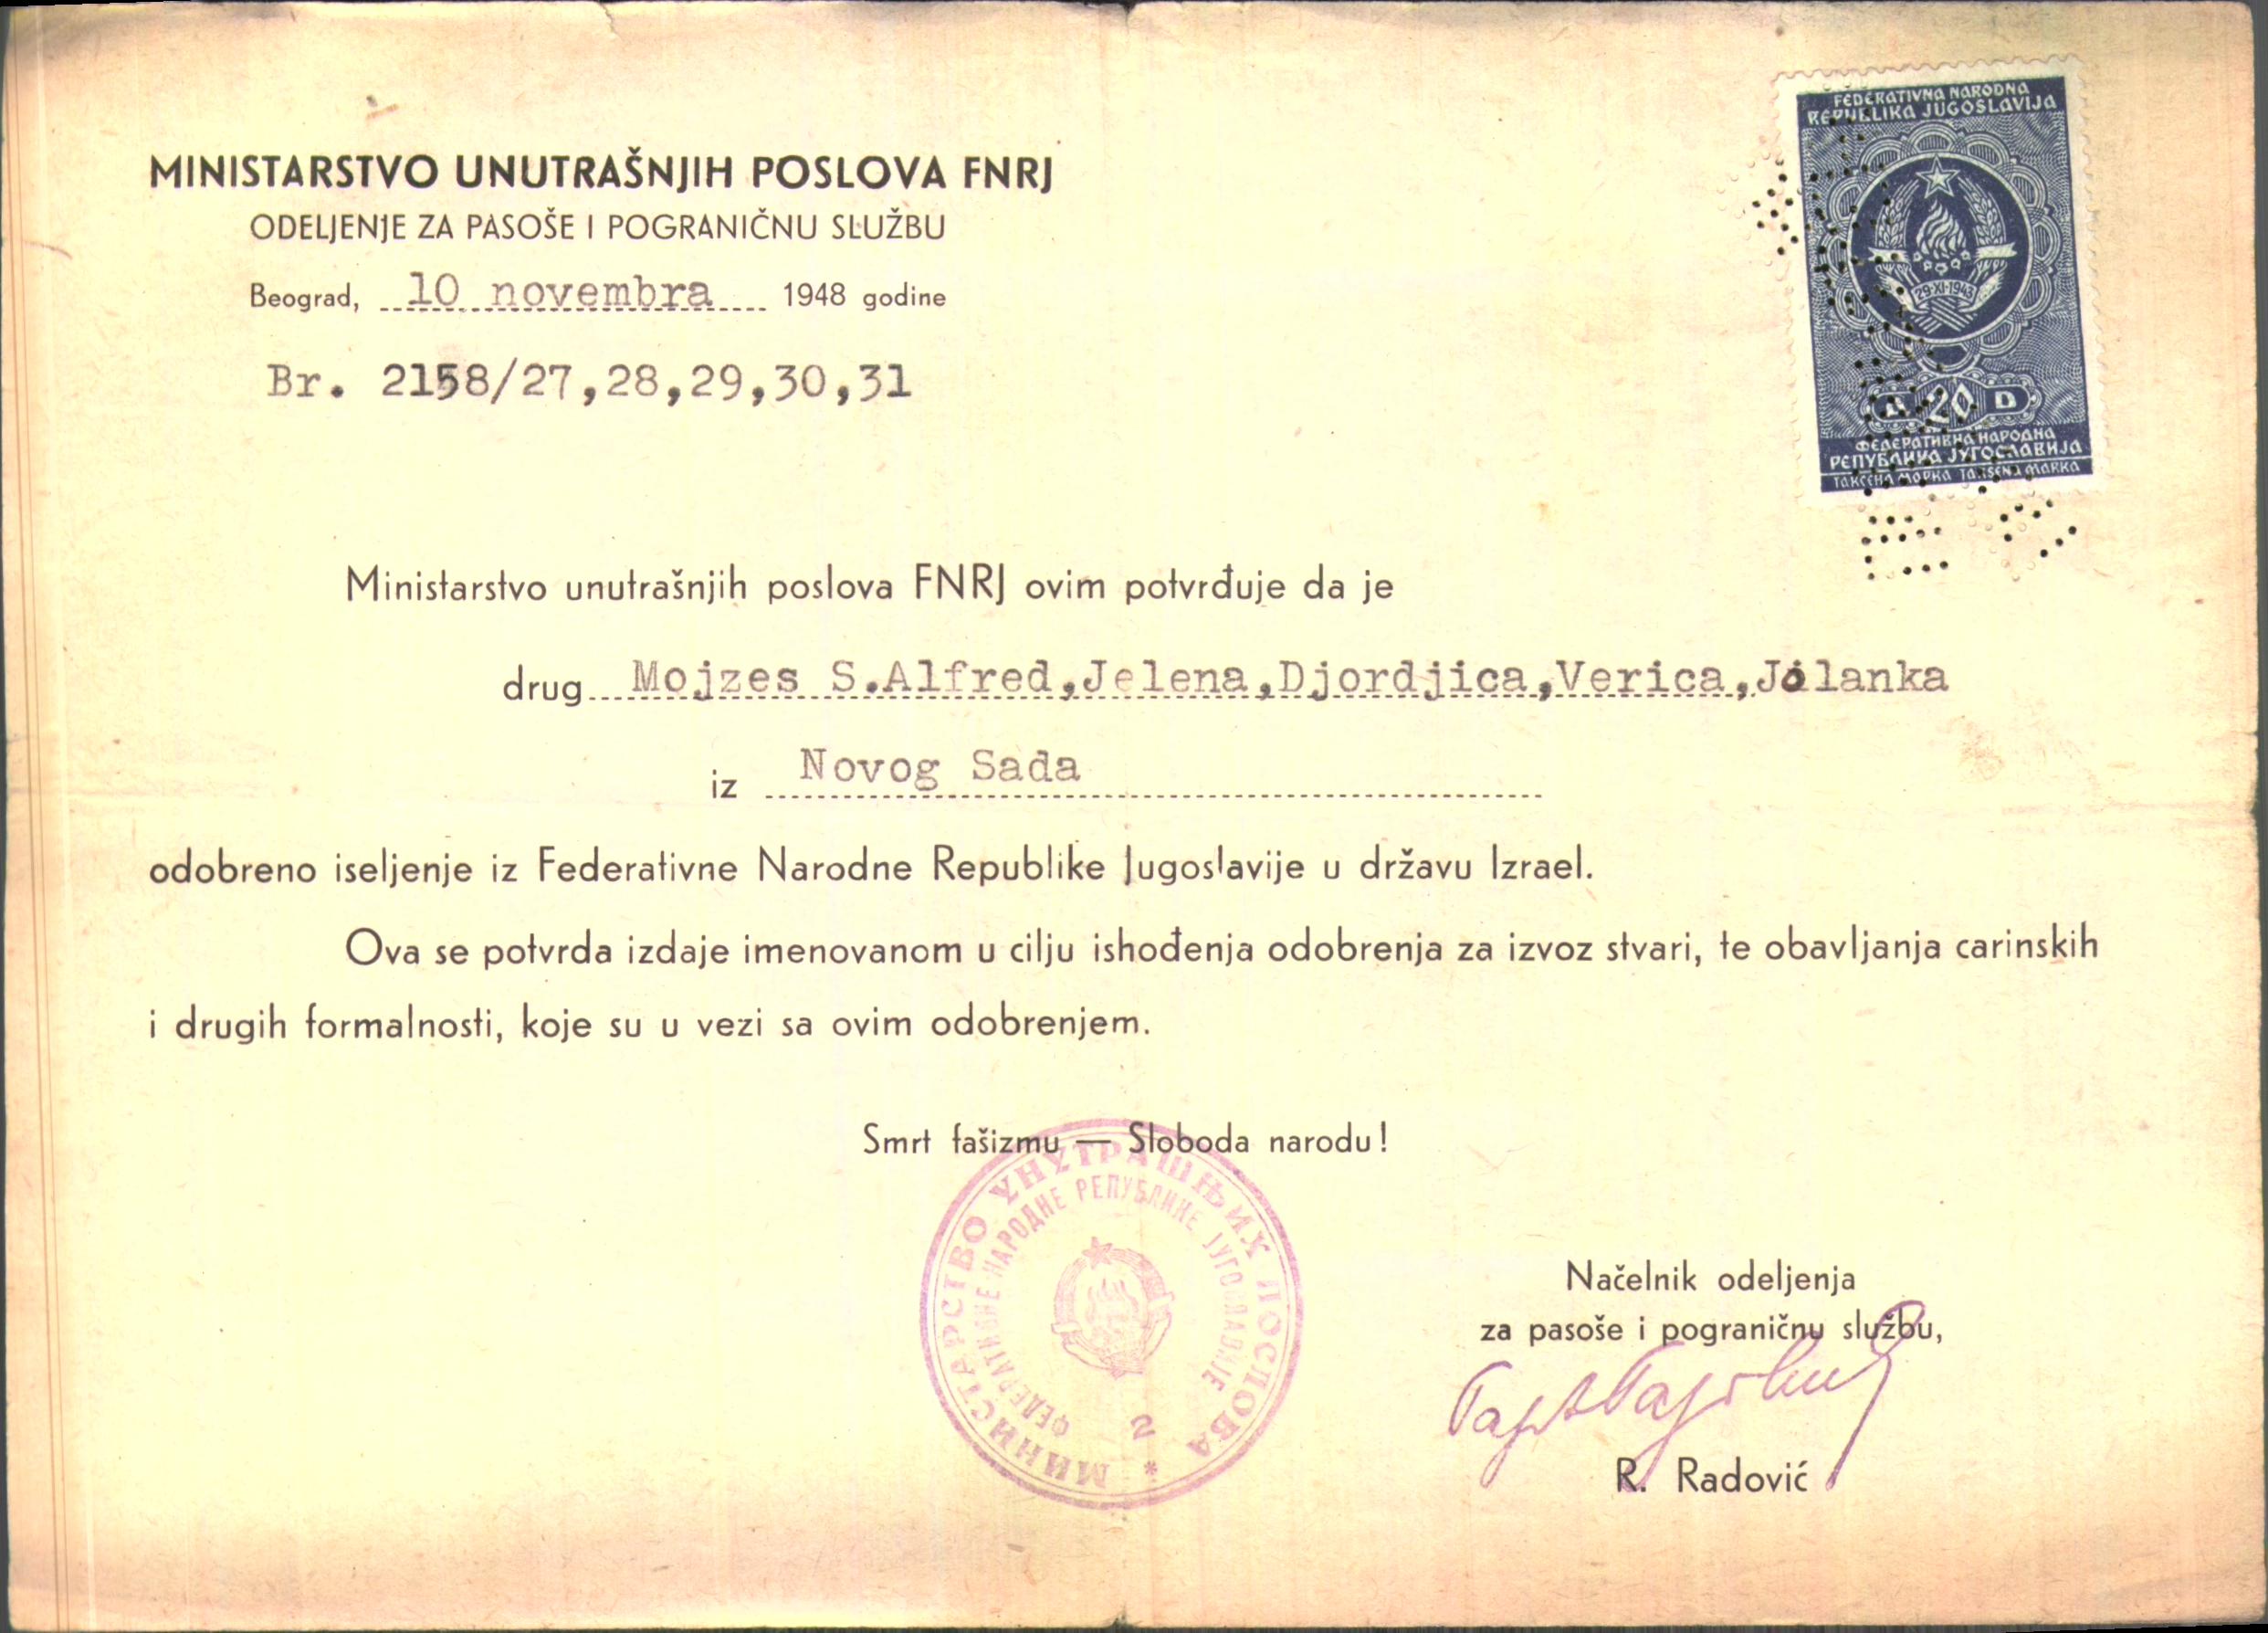 FEDERATIVNA NARODNA
REPUBLIKA JUGOSLAVIJA
29·XI·1943
20 D
ФЕДЕРАТИВНА НАРОДНА
РЕПУБЛИКА ЈУГОСЛАВИЈА
ТАКСЕНА МАРКА TAKSENA MARKA
MINISTARSTVO UNUTRAŠNJIH POSLOVA FNRJ
ODELJENJE ZA PASOŠE I POGRANIČNU SLUŽBU
Beograd, 10 novembra 1948 godine
Br. 2158/27,28,29,30,31
Ministarstvo unutrašnjih poslova FNRJ ovim potvrđuje da je
drug Mojzes S.Alfred,Jelena,Djordjica,Verica,Jolanka
iz Novog Sada
odobreno iseljenje iz Federativne Narodne Republike Jugoslavije u državu Izrael.
Ova se potvrda izdaje imenovanom u cilju ishođenja odobrenja za izvoz stvari, te obavljanja carinskih
i drugih formalnosti, koje su u vezi sa ovim odobrenjem.
Smrt fašizmu — Sloboda narodu!
МИНИСТАРСТВО УНУТРАШЊИХ ПОСЛОВА
ФЕДЕРАТИВНЕ НАРОДНЕ РЕПУБЛИКЕ ЈУГОСЛАВИЈЕ
2
*
Načelnik odeljenja
za pasoše i pograničnu službu,
R. Radović